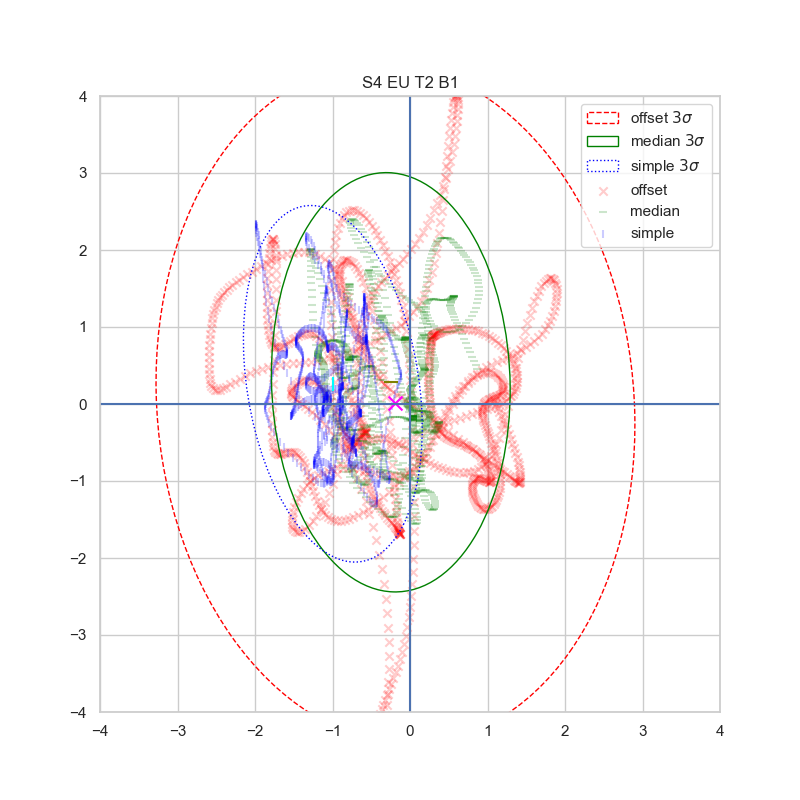 S4 EU T2 B1
offset 3σ
median 3σ
simple 3σ
offset
median
simple
4
3
2
1
0
−1
−2
−3
−4
−4 −3 −2 −1 0 1 2 3 4